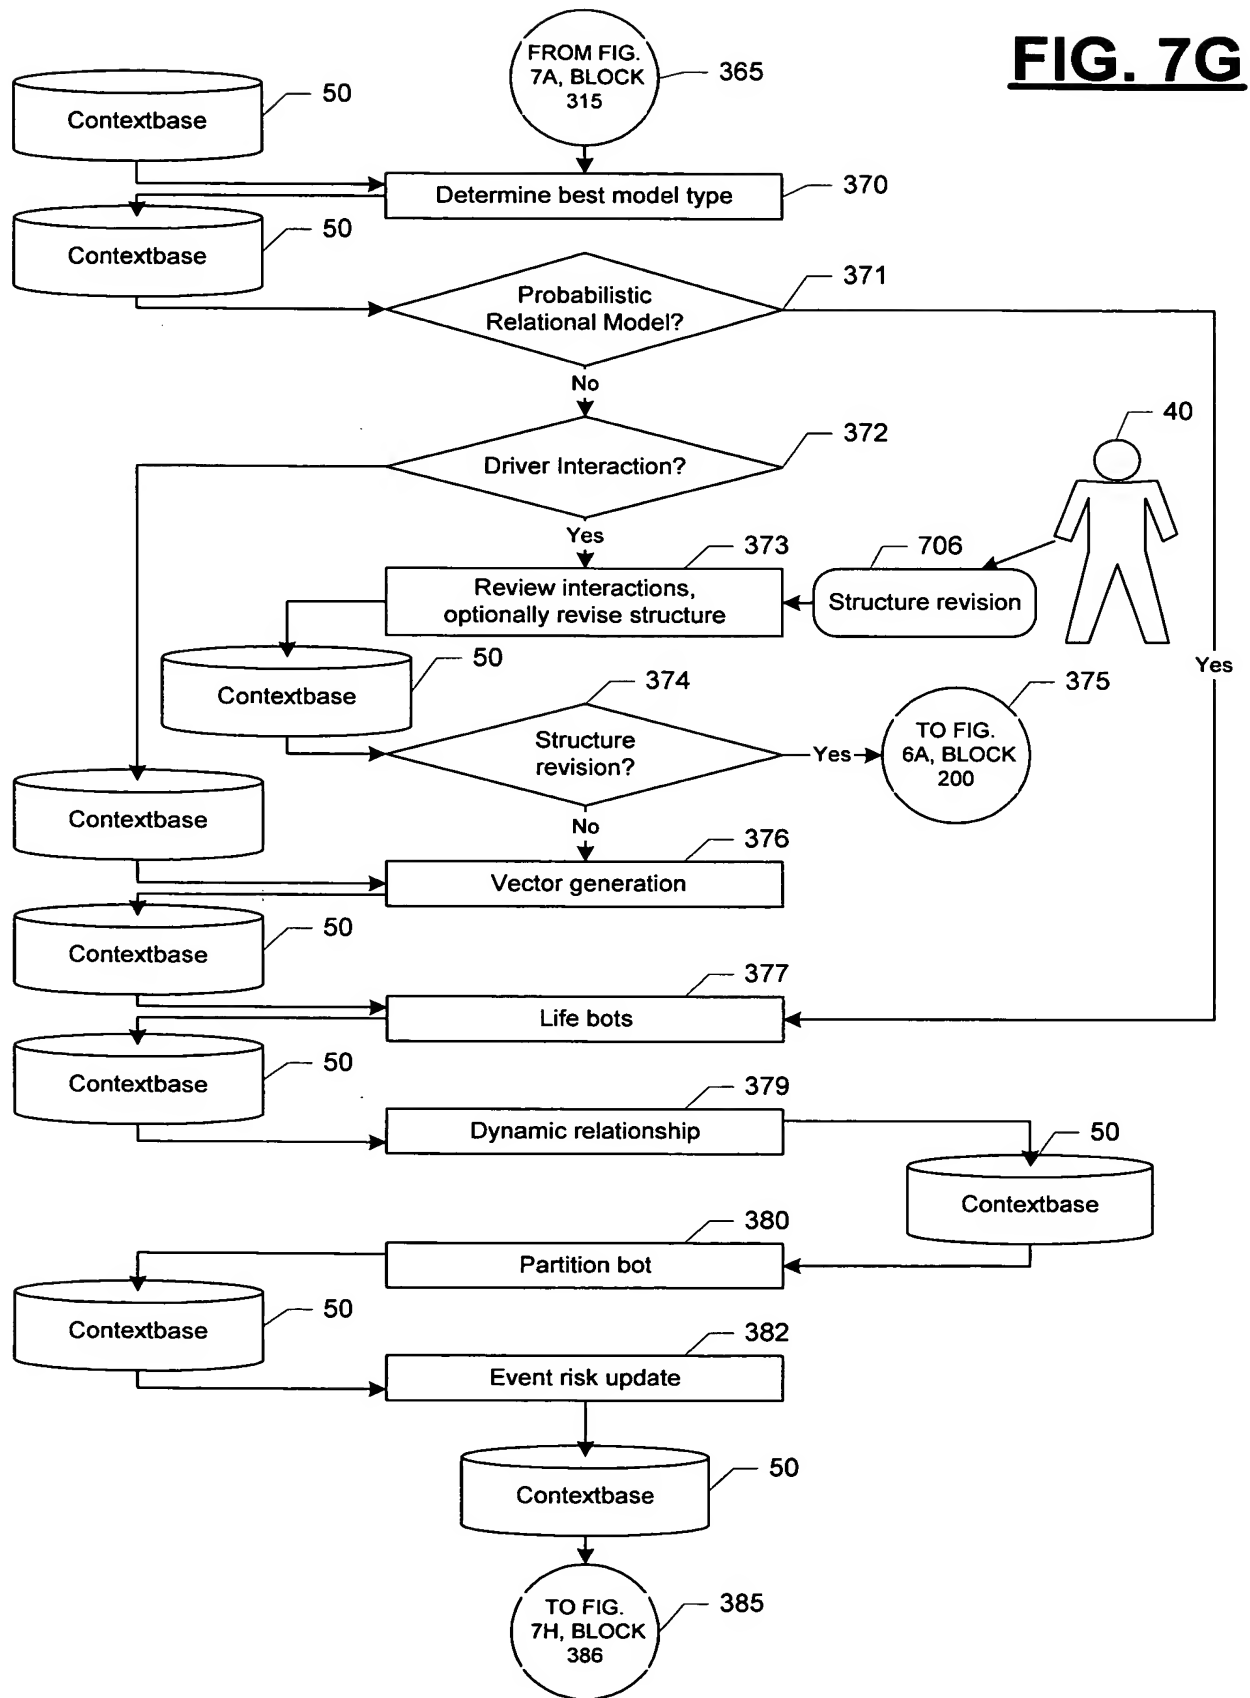 FIG. 7G
FROM FIG.
7A, BLOCK
315
365
Contextbase
50
Determine best model type
370
Contextbase
50
Probabilistic
Relational Model?
371
No
Yes
Driver Interaction?
372
40
Yes
Review interactions,
optionally revise structure
373
Structure revision
706
Contextbase
50
Structure
revision?
374
Yes
TO FIG.
6A, BLOCK
200
375
Contextbase
No
Vector generation
376
Contextbase
50
Life bots
377
Contextbase
50
Dynamic relationship
379
Contextbase
50
Partition bot
380
Contextbase
50
Event risk update
382
Contextbase
50
TO FIG.
7H, BLOCK
386
385